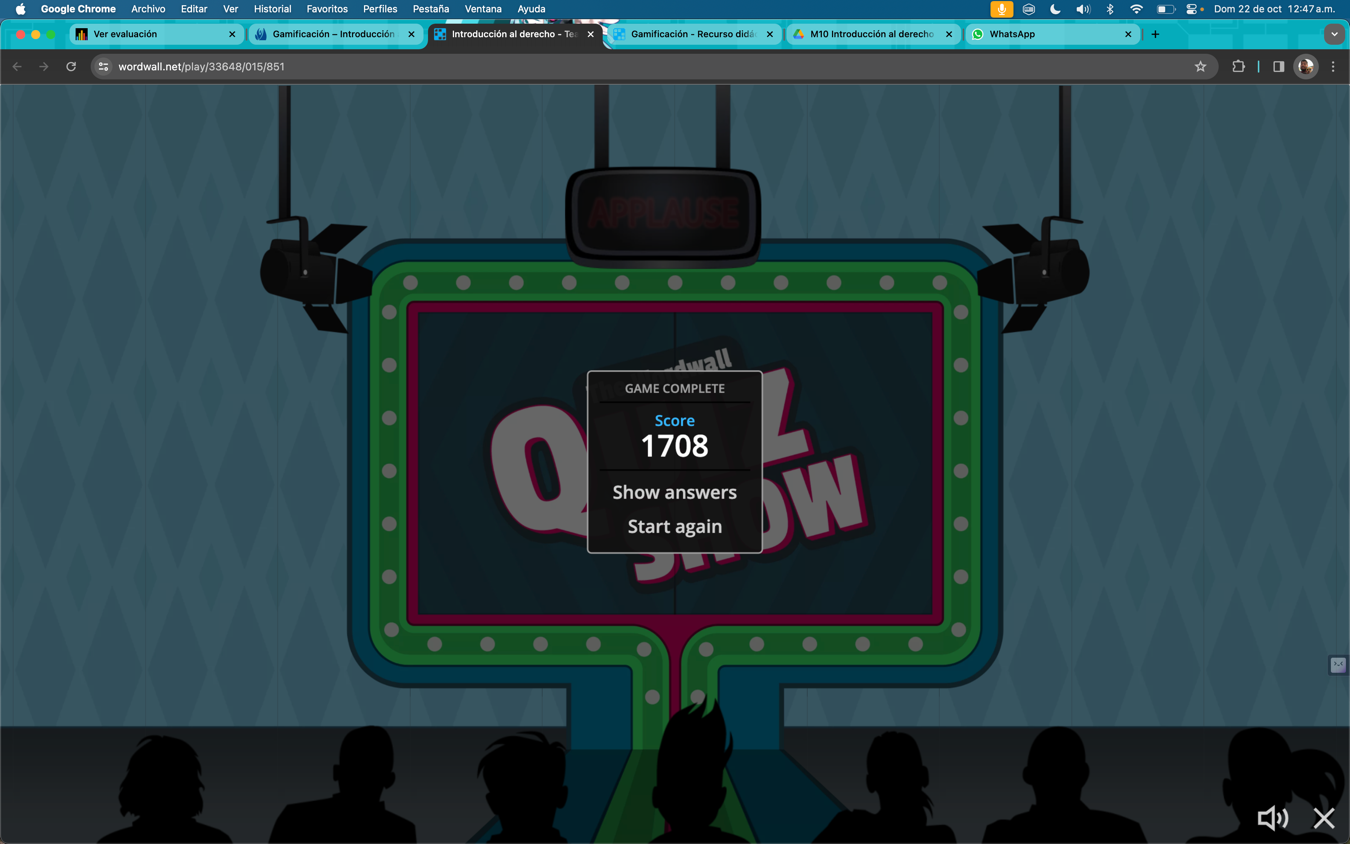 Google Chrome Archivo Editar Ver Historial Favoritos Perfiles Pestaña Ventana Ayuda Dom 22 de oct 12:47 a.m.
Ver evaluación Gamificación – Introducción Introducción al derecho - Tea Gamificación - Recurso didá M10 Introducción al derecho WhatsApp
wordwall.net/play/33648/015/851
APPLAUSE
GAME COMPLETE
Score
1708
Show answers
Start again
SHOW